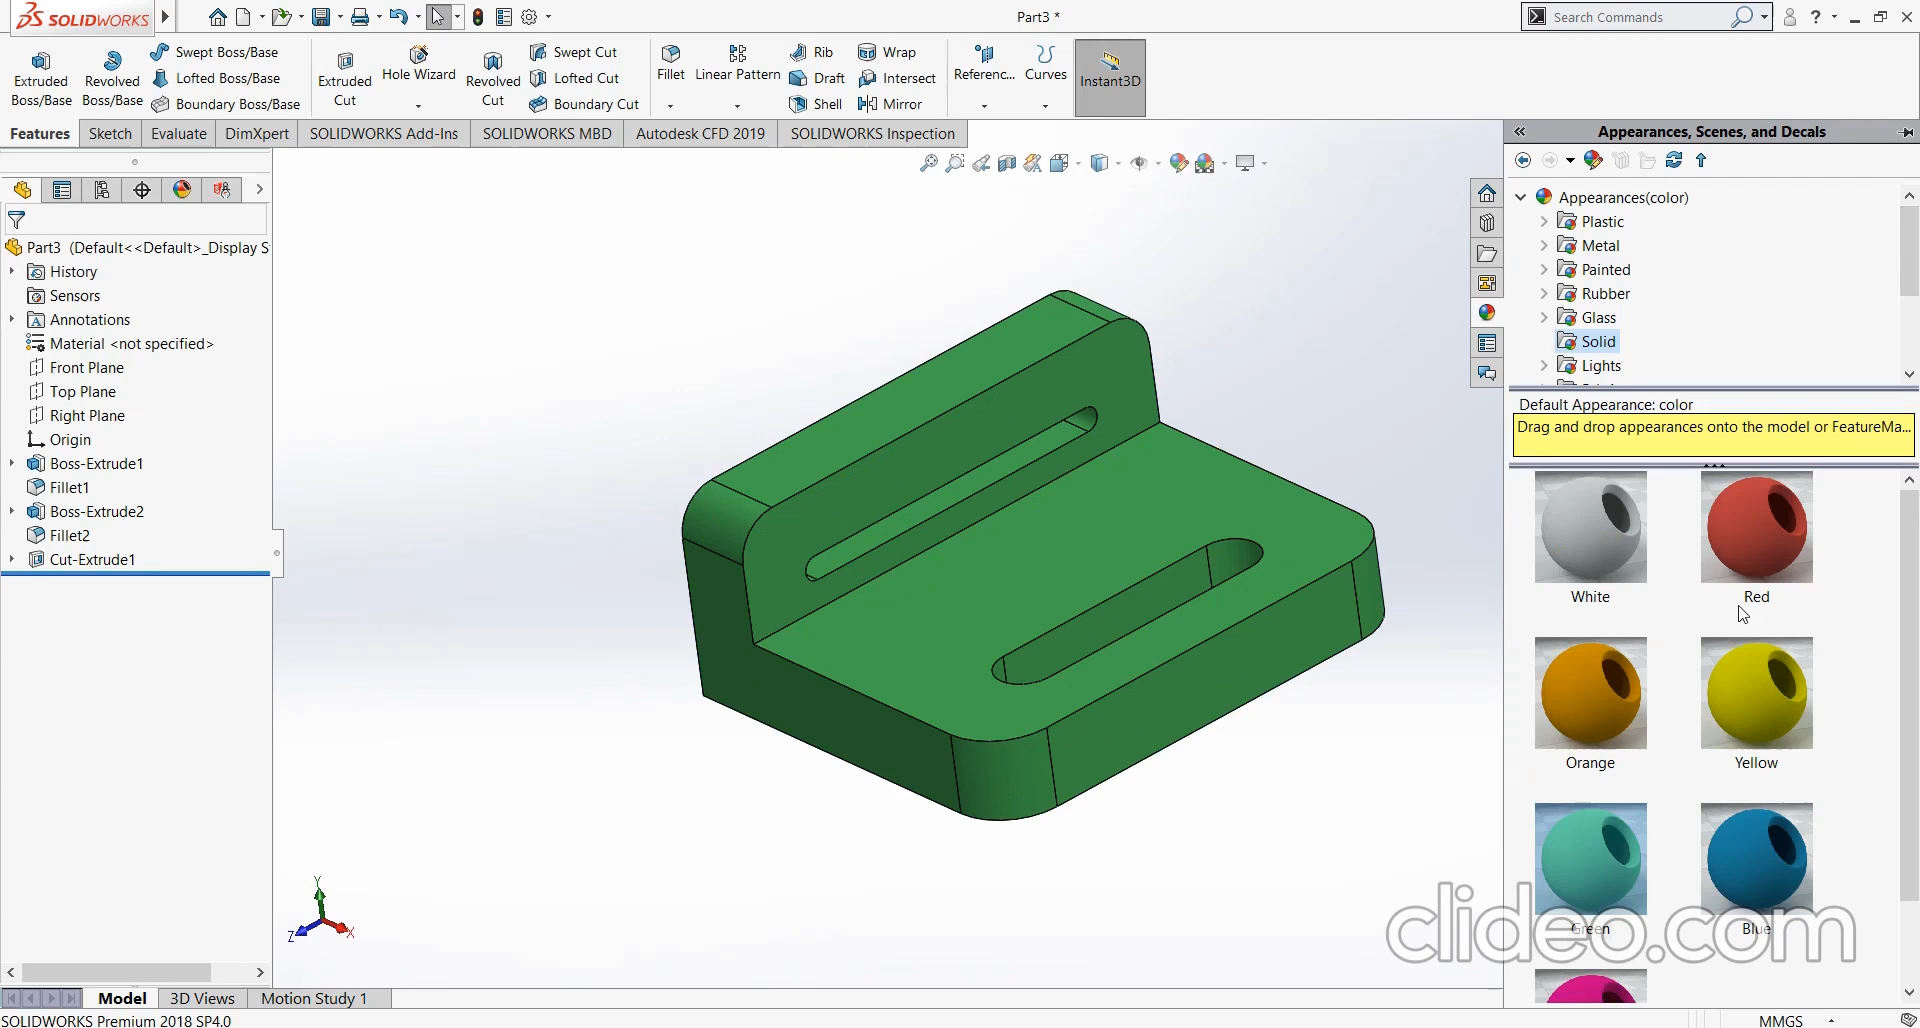 SOLIDWORKS
Part3 *
Search Commands
Extruded Boss/Base
Revolved Boss/Base
Swept Boss/Base
Lofted Boss/Base
Boundary Boss/Base
Extruded Cut
Hole Wizard
Revolved Cut
Swept Cut
Lofted Cut
Boundary Cut
Fillet
Linear Pattern
Rib
Draft
Shell
Wrap
Intersect
Mirror
Referenc...
Curves
Instant3D
Features
Sketch
Evaluate
DimXpert
SOLIDWORKS Add-Ins
SOLIDWORKS MBD
Autodesk CFD 2019
SOLIDWORKS Inspection
Part3 (Default<<Default>_Display S
History
Sensors
Annotations
Material <not specified>
Front Plane
Top Plane
Right Plane
Origin
Boss-Extrude1
Fillet1
Boss-Extrude2
Fillet2
Cut-Extrude1
Y
Z
X
Appearances, Scenes, and Decals
Appearances(color)
Plastic
Metal
Painted
Rubber
Glass
Solid
Lights
Default Appearance: color
Drag and drop appearances onto the model or FeatureMa...
White
Red
Orange
Yellow
Green
Blue
clideo.com
Model
3D Views
Motion Study 1
SOLIDWORKS Premium 2018 SP4.0
MMGS